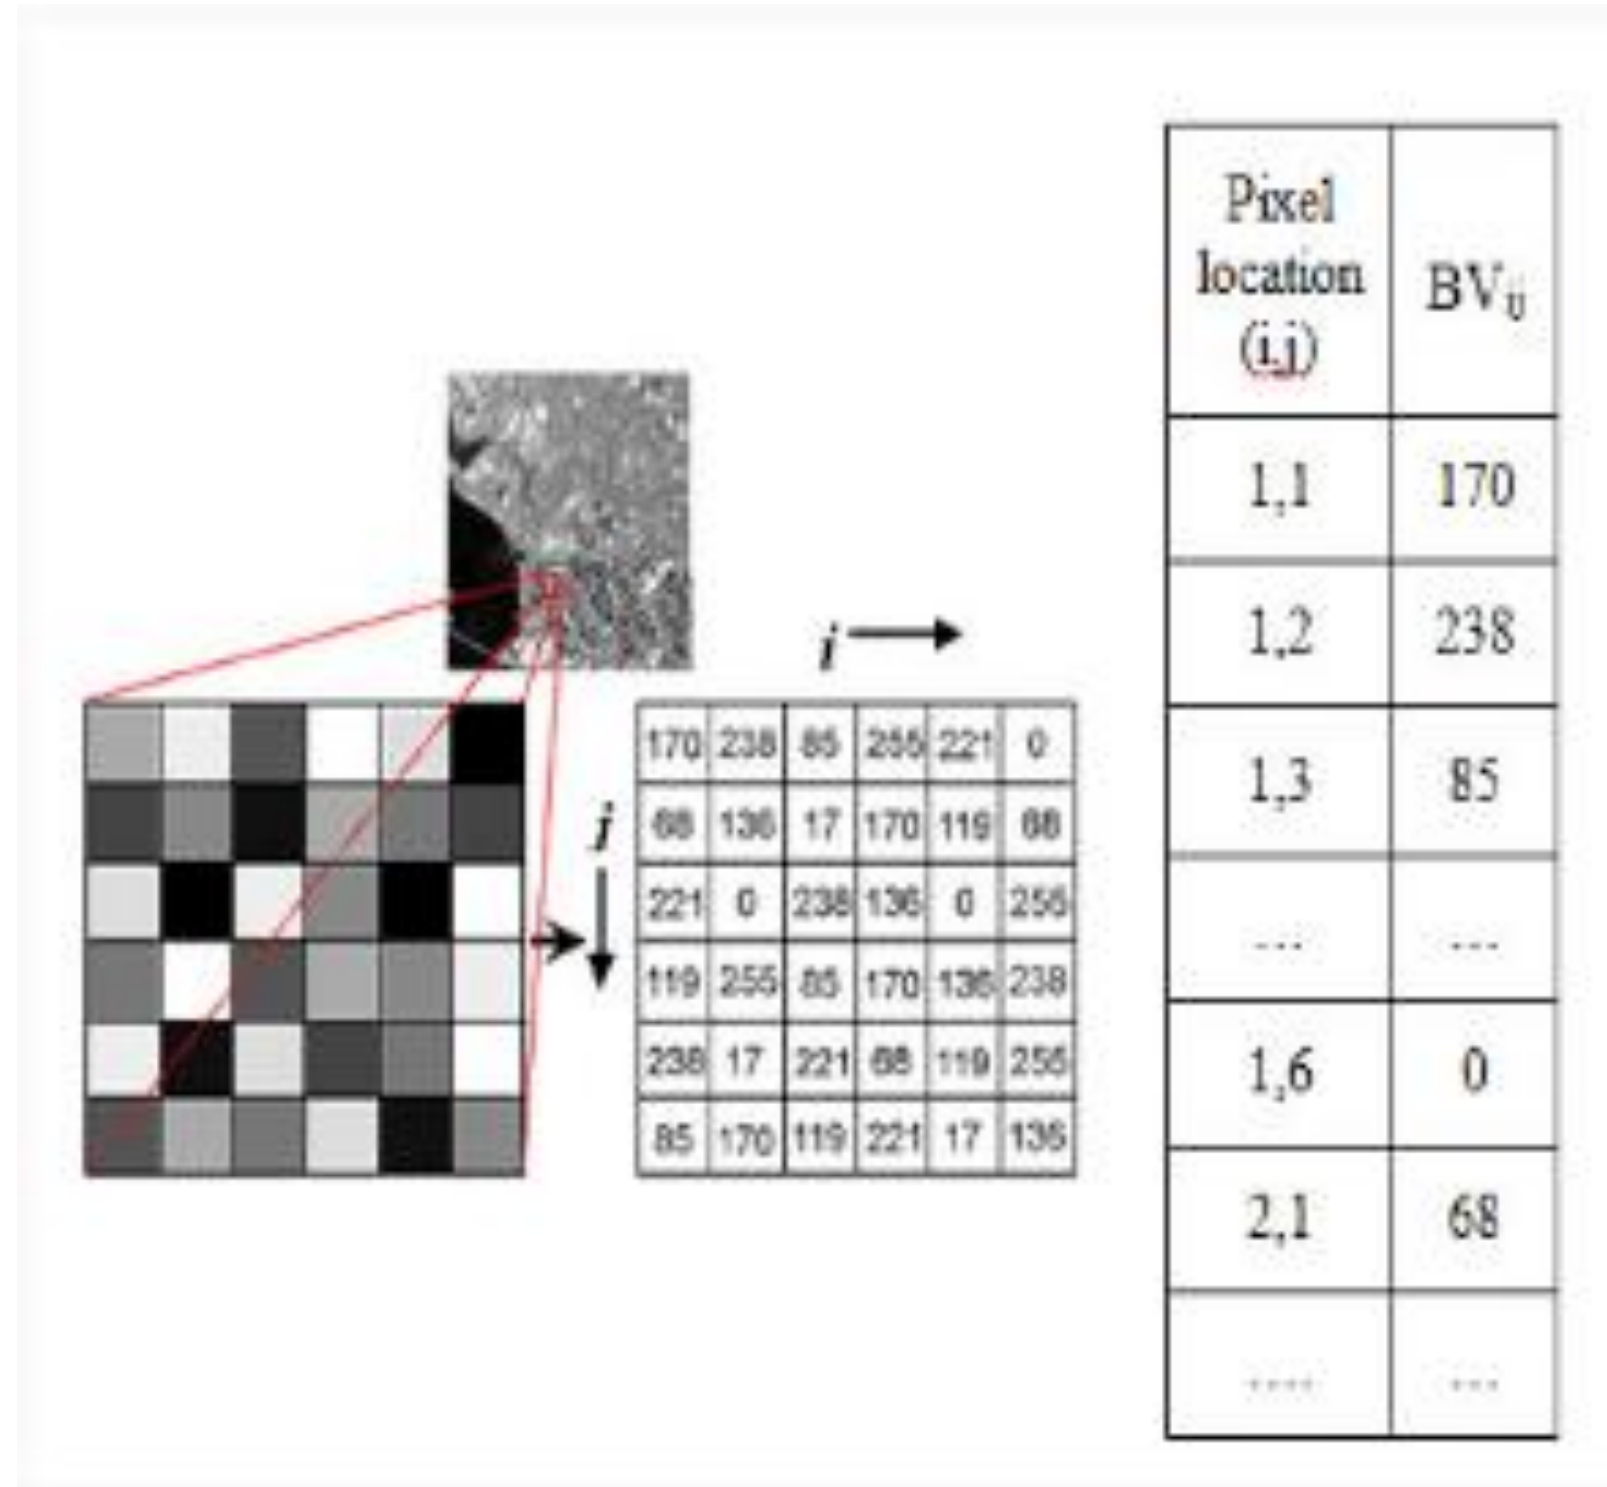 i
j
170 238 85 255 221 0
68 136 17 170 119 68
221 0 238 136 0 255
119 255 85 170 136 238
238 17 221 68 119 255
85 170 119 221 17 136
Pixel
location
(i,j)
BVij
1,1 170
1,2 238
1,3 85
... ...
1,6 0
2,1 68
.... ...